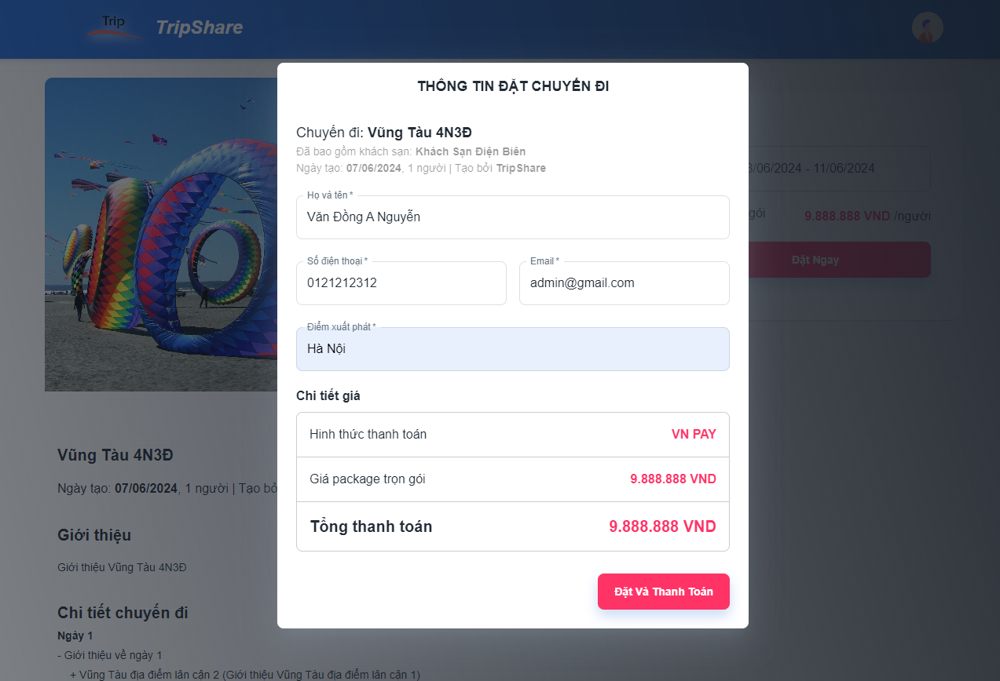 Trip
TripShare
THÔNG TIN ĐẶT CHUYẾN ĐI
Chuyến đi: Vũng Tàu 4N3Đ
Đã bao gồm khách sạn: Khách Sạn Điện Biên
Ngày tạo: 07/06/2024, 1 người | Tạo bởi TripShare
Họ và tên *
Văn Đồng A Nguyễn
Số điện thoại *
0121212312
Email *
admin@gmail.com
Điểm xuất phát *
Hà Nội
Chi tiết giá
Hinh thức thanh toán
VN PAY
Giá package trọn gói
9.888.888 VND
Tổng thanh toán
9.888.888 VND
Đặt Và Thanh Toán
/06/2024 - 11/06/2024
gói
9.888.888 VND /người
Đặt Ngay
Vũng Tàu 4N3Đ
Ngày tạo: 07/06/2024, 1 người | Tạo
Giới thiệu
Giới thiệu Vũng Tàu 4N3Đ
Chi tiết chuyến đi
Ngày 1
- Giới thiệu về ngày 1
+ Vũng Tàu địa điểm lân cận 2 (Giới thiệu Vũng Tàu địa điểm lân cận 1)